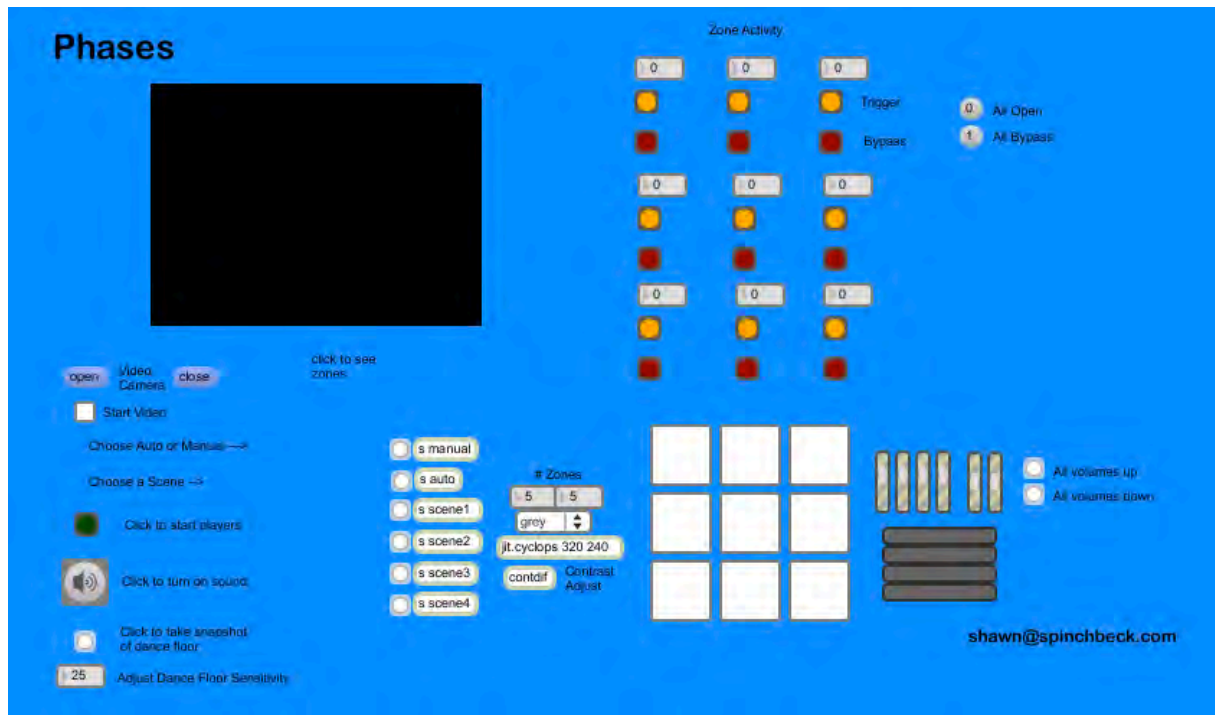 Phases
Zone Activity
0 0 0
Trigger
Bypass
0 All Open
1 All Bypass
0 0 0
0 0 0
open
Video
Camera
close
click to see
zones
Start Video
Choose Auto or Manual --->
Choose a Scene -->
Click to start players
Click to turn on sound
Click to take snapshot
of dance floor
25 Adjust Dance Floor Sensitivity
s manual
s auto
s scene1
s scene2
s scene3
s scene4
# Zones
5 5
grey
jit.cyclops 320 240
contdif
Contrast
Adjust
All volumes up
All volumes down
shawn@spinchbeck.com